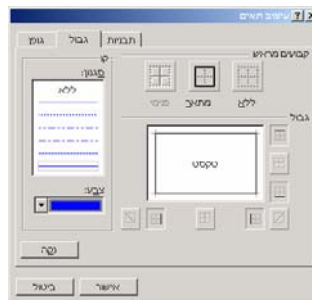 עיצוב תאים
תבניות גבול גופן
קבועים מראש
ללא מתאר פנימי
גבול
טקסט
קו
סגנון:
ללא
צבע:
נקה
אישור ביטול